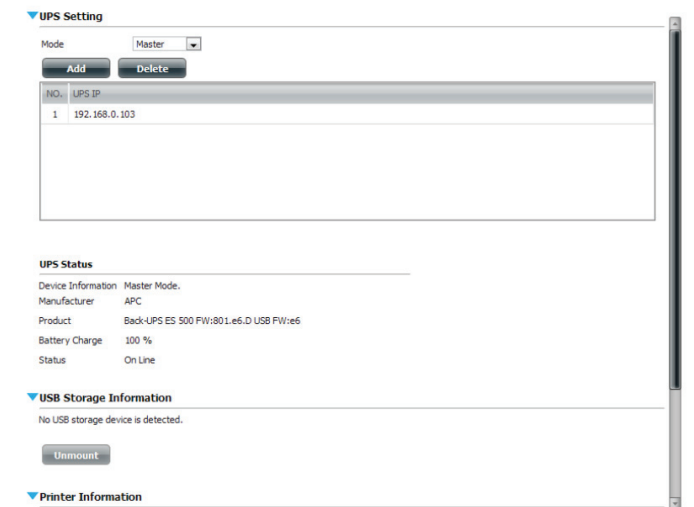 UPS Setting
Mode Master
Add Delete
NO. UPS IP
1 192.168.0.103
UPS Status
Device Information Master Mode.
Manufacturer APC
Product Back-UPS ES 500 FW:801.e6.D USB FW:e6
Battery Charge 100 %
Status On Line
USB Storage Information
No USB storage device is detected.
Unmount
Printer Information